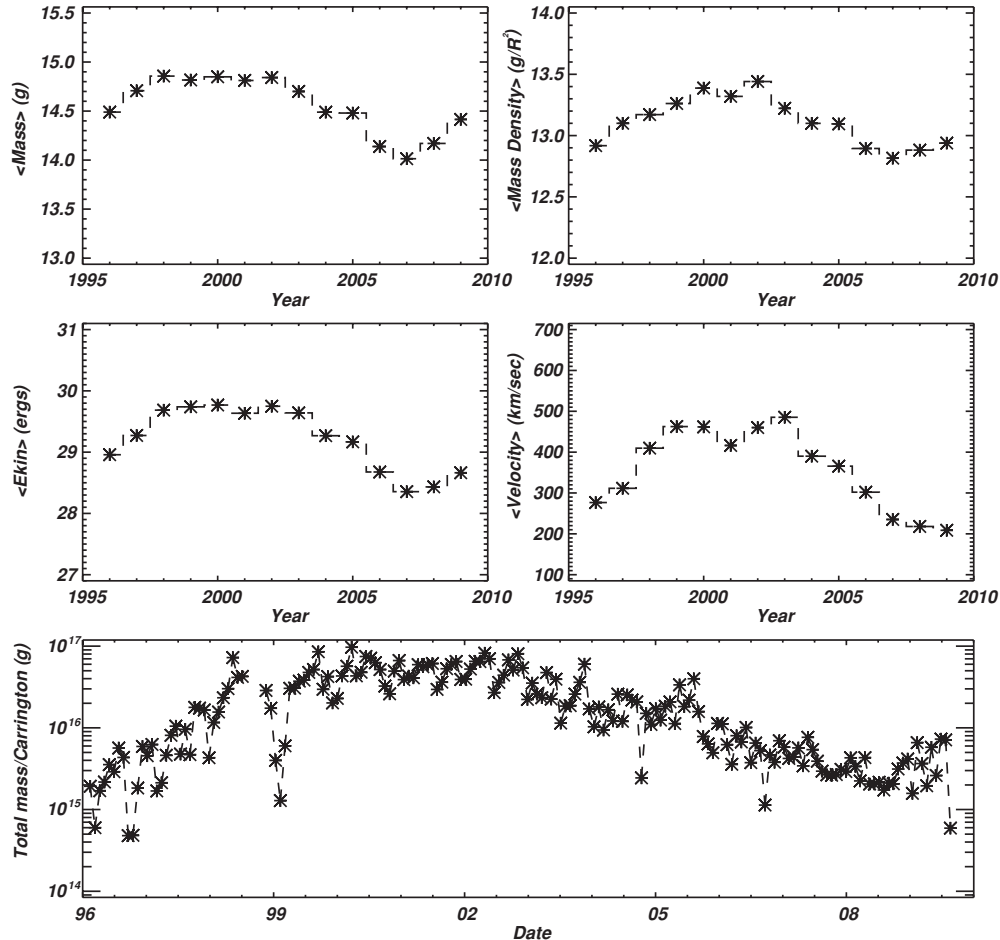 <Mass> (g)
15.5
15.0
14.5
14.0
13.5
13.0
1995 2000 2005 2010
Year
<Mass Density> (g/R²)
14.0
13.5
13.0
12.5
12.0
1995 2000 2005 2010
Year
<Ekin> (ergs)
31
30
29
28
27
1995 2000 2005 2010
Year
<Velocity> (km/sec)
700
600
500
400
300
200
100
1995 2000 2005 2010
Year
Total mass/Carrington (g)
10¹⁷
10¹⁶
10¹⁵
10¹⁴
96 99 02 05 08
Date